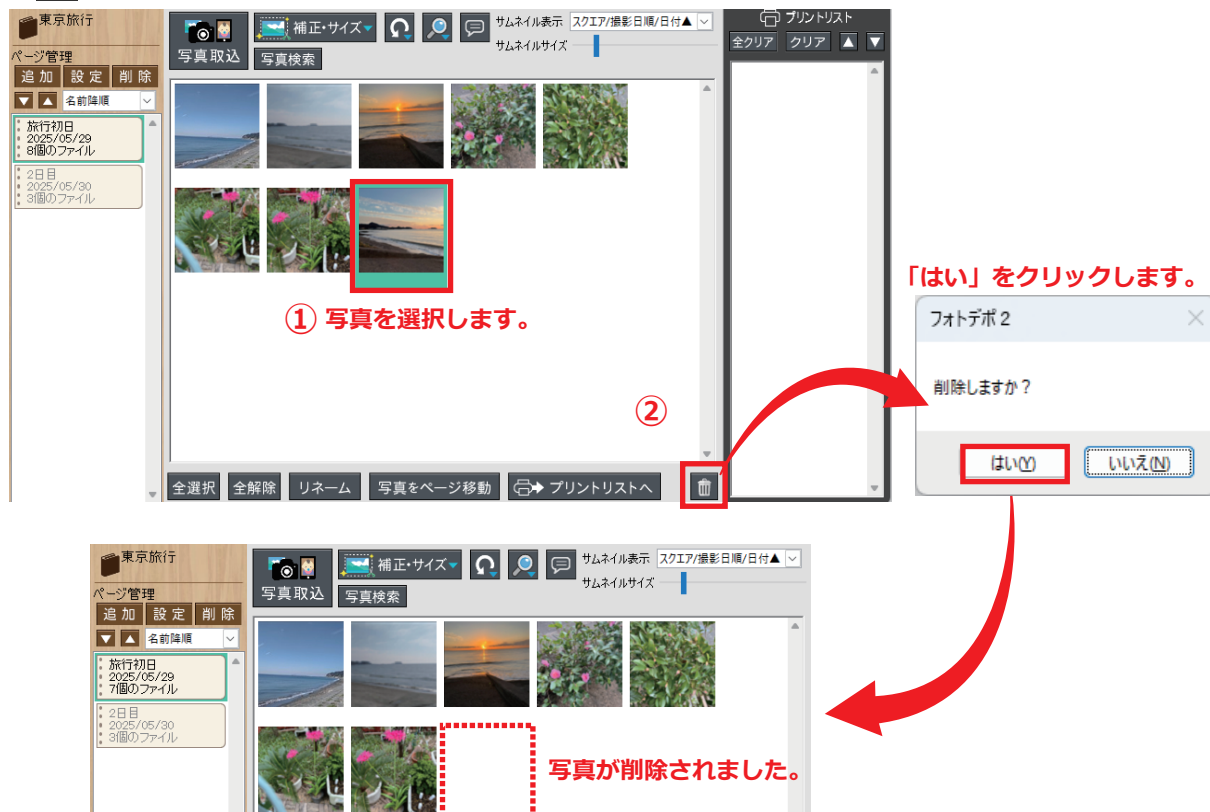 東京旅行
ページ管理
追加 設定 削除
名前降順
旅行初日
2025/05/29
8個のファイル
2日目
2025/05/30
3個のファイル
写真取込
補正・サイズ
写真検索
サムネイル表示 スクエア/撮影日順/日付▲
サムネイルサイズ
プリントリスト
全クリア クリア ▲ ▼
① 写真を選択します。
②
全選択 全解除 リネーム 写真をページ移動 プリントリストへ
「はい」をクリックします。
フォトデポ2
削除しますか？
はい(Y) いいえ(N)
東京旅行
ページ管理
追加 設定 削除
名前降順
旅行初日
2025/05/29
7個のファイル
2日目
2025/05/30
3個のファイル
写真取込
補正・サイズ
写真検索
サムネイル表示 スクエア/撮影日順/日付▲
サムネイルサイズ
写真が削除されました。